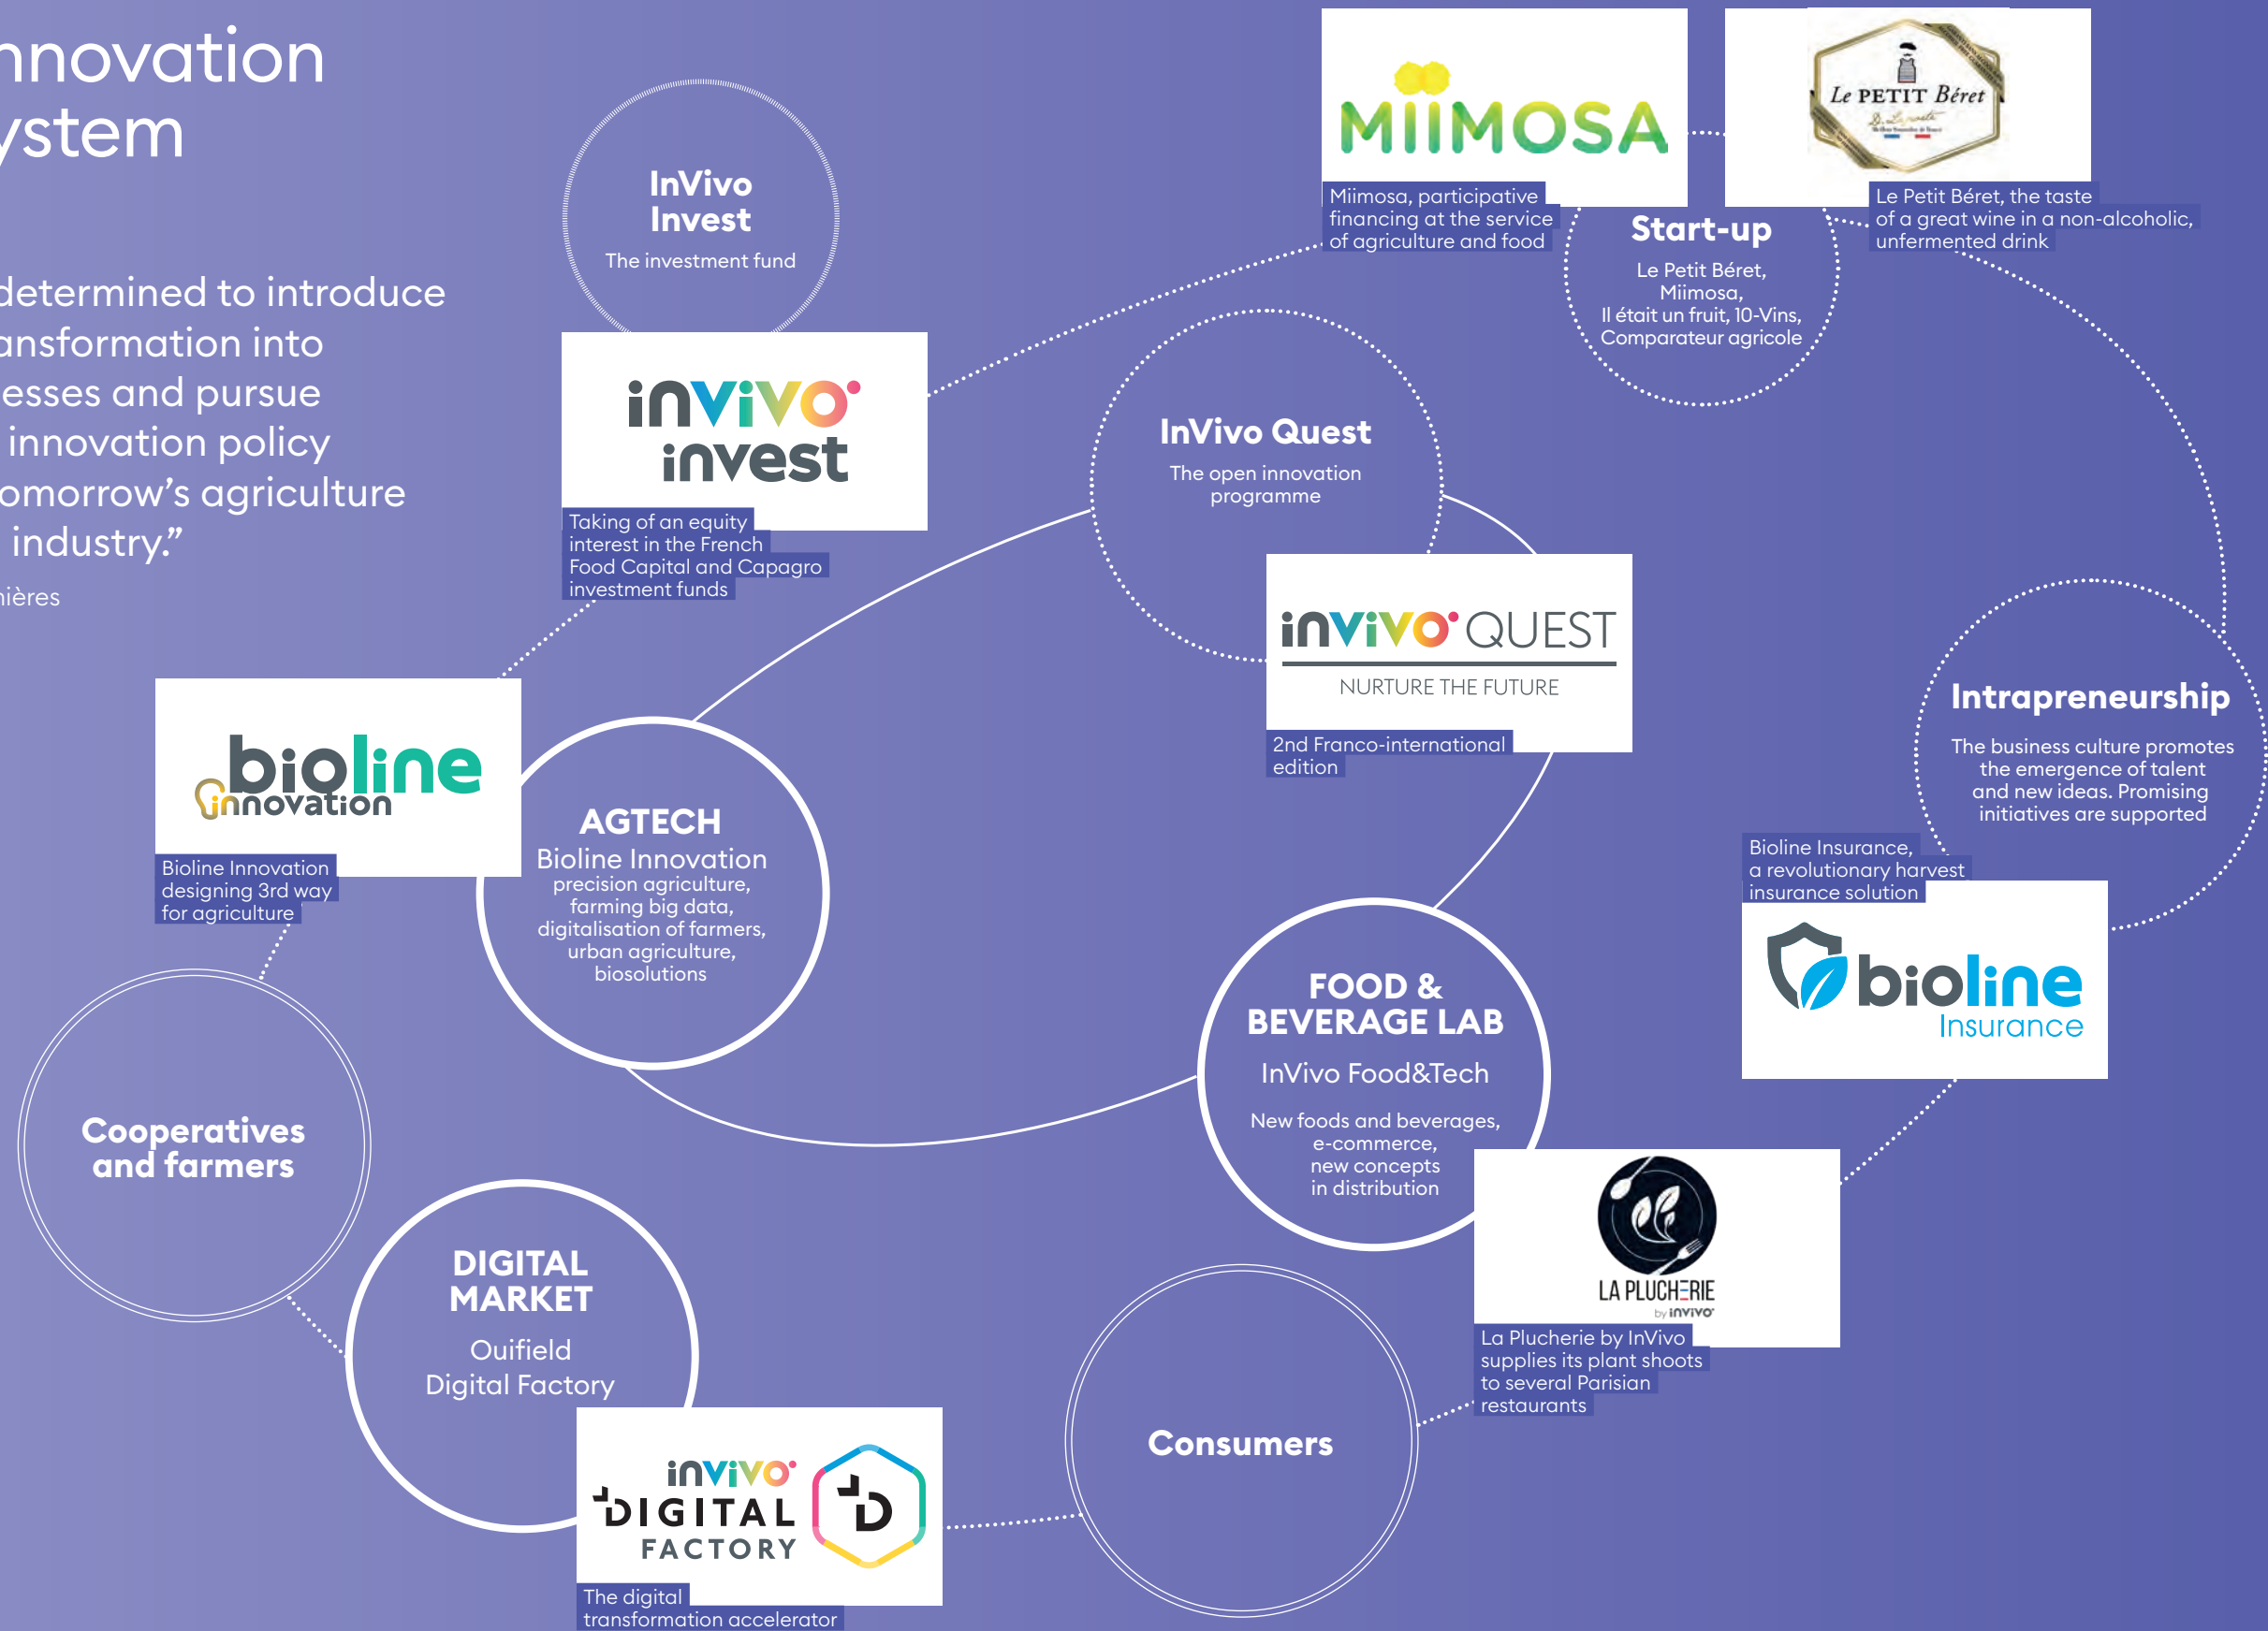 nnovation
ystem
determined to introduce
ansformation into
esses and pursue
innovation policy
omorrow’s agriculture
industry.”
nières
InVivo
Invest
The investment fund
invivo
invest
Taking of an equity
interest in the French
Food Capital and Capagro
investment funds
MIIMOSA
Miimosa, participative
financing at the service
of agriculture and food
Le PETIT Béret
Le Petit Béret, the taste
of a great wine in a non-alcoholic,
unfermented drink
Start-up
Le Petit Béret,
Miimosa,
Il était un fruit, 10-Vins,
Comparateur agricole
InVivo Quest
The open innovation
programme
invivo QUEST
NURTURE THE FUTURE
2nd Franco-international
edition
Intrapreneurship
The business culture promotes
the emergence of talent
and new ideas. Promising
initiatives are supported
bioline
innovation
Bioline Innovation
designing 3rd way
for agriculture
AGTECH
Bioline Innovation
precision agriculture,
farming big data,
digitalisation of farmers,
urban agriculture,
biosolutions
Bioline Insurance,
a revolutionary harvest
insurance solution
bioline
Insurance
FOOD &
BEVERAGE LAB
InVivo Food&Tech
New foods and beverages,
e-commerce,
new concepts
in distribution
Cooperatives
and farmers
LA PLUCHERIE
by invivo
La Plucherie by InVivo
supplies its plant shoots
to several Parisian
restaurants
DIGITAL
MARKET
Ouifield
Digital Factory
invivo
DIGITAL
FACTORY
D
The digital
transformation accelerator
Consumers